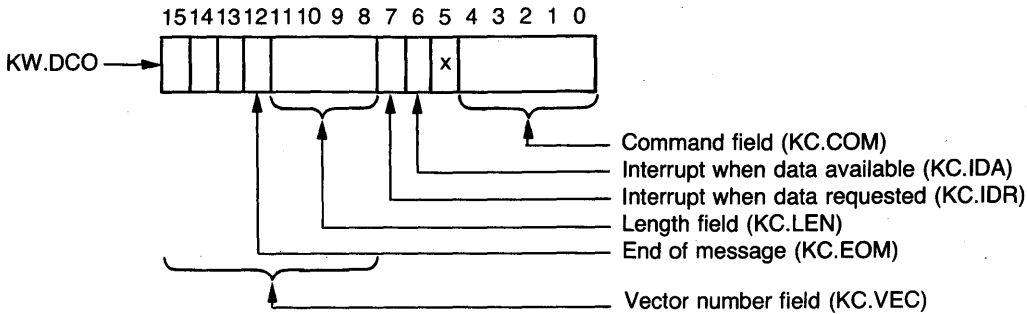 15 14 13 12 11 10 9 8 7 6 5 4 3 2 1 0
KW.DCO
x
Command field (KC.COM)
Interrupt when data available (KC.IDA)
Interrupt when data requested (KC.IDR)
Length field (KC.LEN)
End of message (KC.EOM)
Vector number field (KC.VEC)